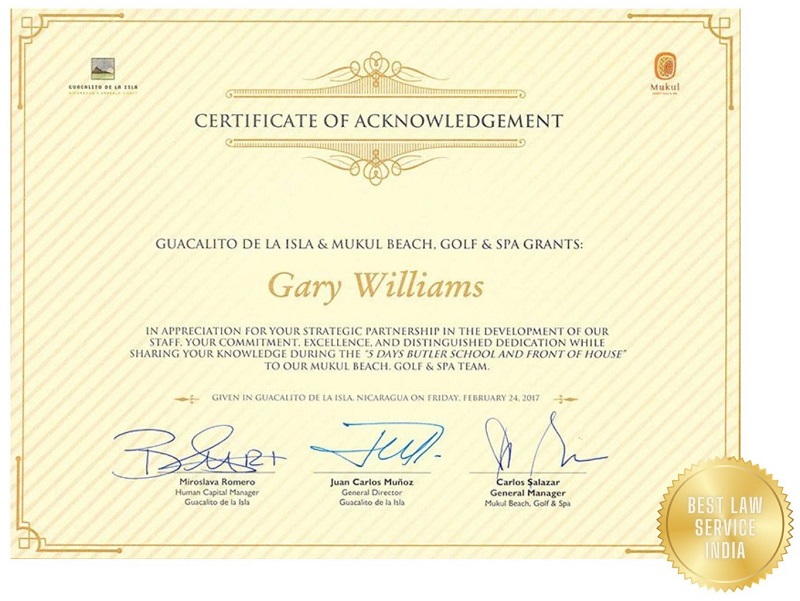 GUACALITO DE LA ISLA
Mukul
CERTIFICATE OF ACKNOWLEDGEMENT
GUACALITO DE LA ISLA & MUKUL BEACH, GOLF & SPA GRANTS:
Gary Williams
IN APPRECIATION FOR YOUR STRATEGIC PARTNERSHIP IN THE DEVELOPMENT OF OUR
STAFF, YOUR COMMITMENT, EXCELLENCE, AND DISTINGUISHED DEDICATION WHILE
SHARING YOUR KNOWLEDGE DURING THE "5 DAYS BUTLER SCHOOL AND FRONT OF HOUSE"
TO OUR MUKUL BEACH, GOLF & SPA TEAM.
GIVEN IN GUACALITO DE LA ISLA, NICARAGUA ON FRIDAY, FEBRUARY 24, 2017
Miroslava Romero
Human Capital Manager
Guacalito de la Isla
Juan Carlos Muñoz
General Director
Guacalito de la Isla
Carlos Salazar
General Manager
Mukul Beach, Golf & Spa
BEST LAW
SERVICE
INDIA